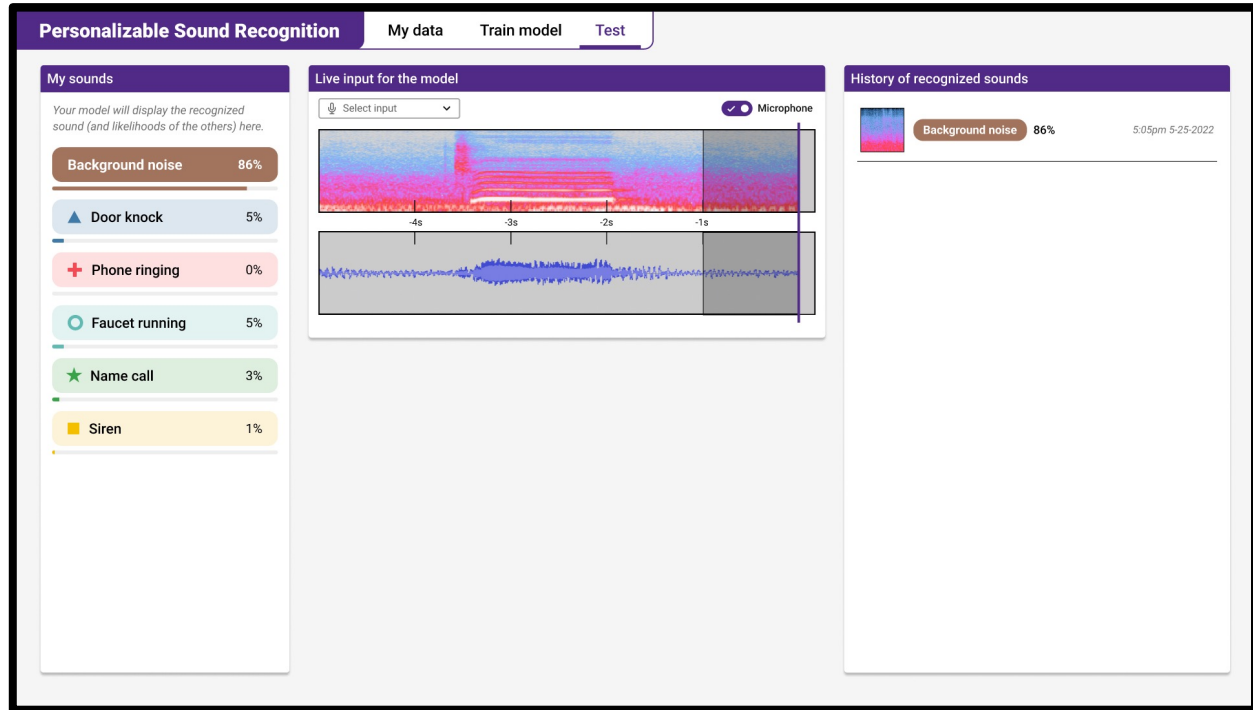 Personalizable Sound Recognition
My data
Train model
Test
My sounds
Your model will display the recognized
sound (and likelihoods of the others) here.
Background noise 86%
Door knock 5%
Phone ringing 0%
Faucet running 5%
Name call 3%
Siren 1%
Live input for the model
Select input
Microphone
-4s -3s -2s -1s
History of recognized sounds
Background noise 86% 5:05pm 5-25-2022